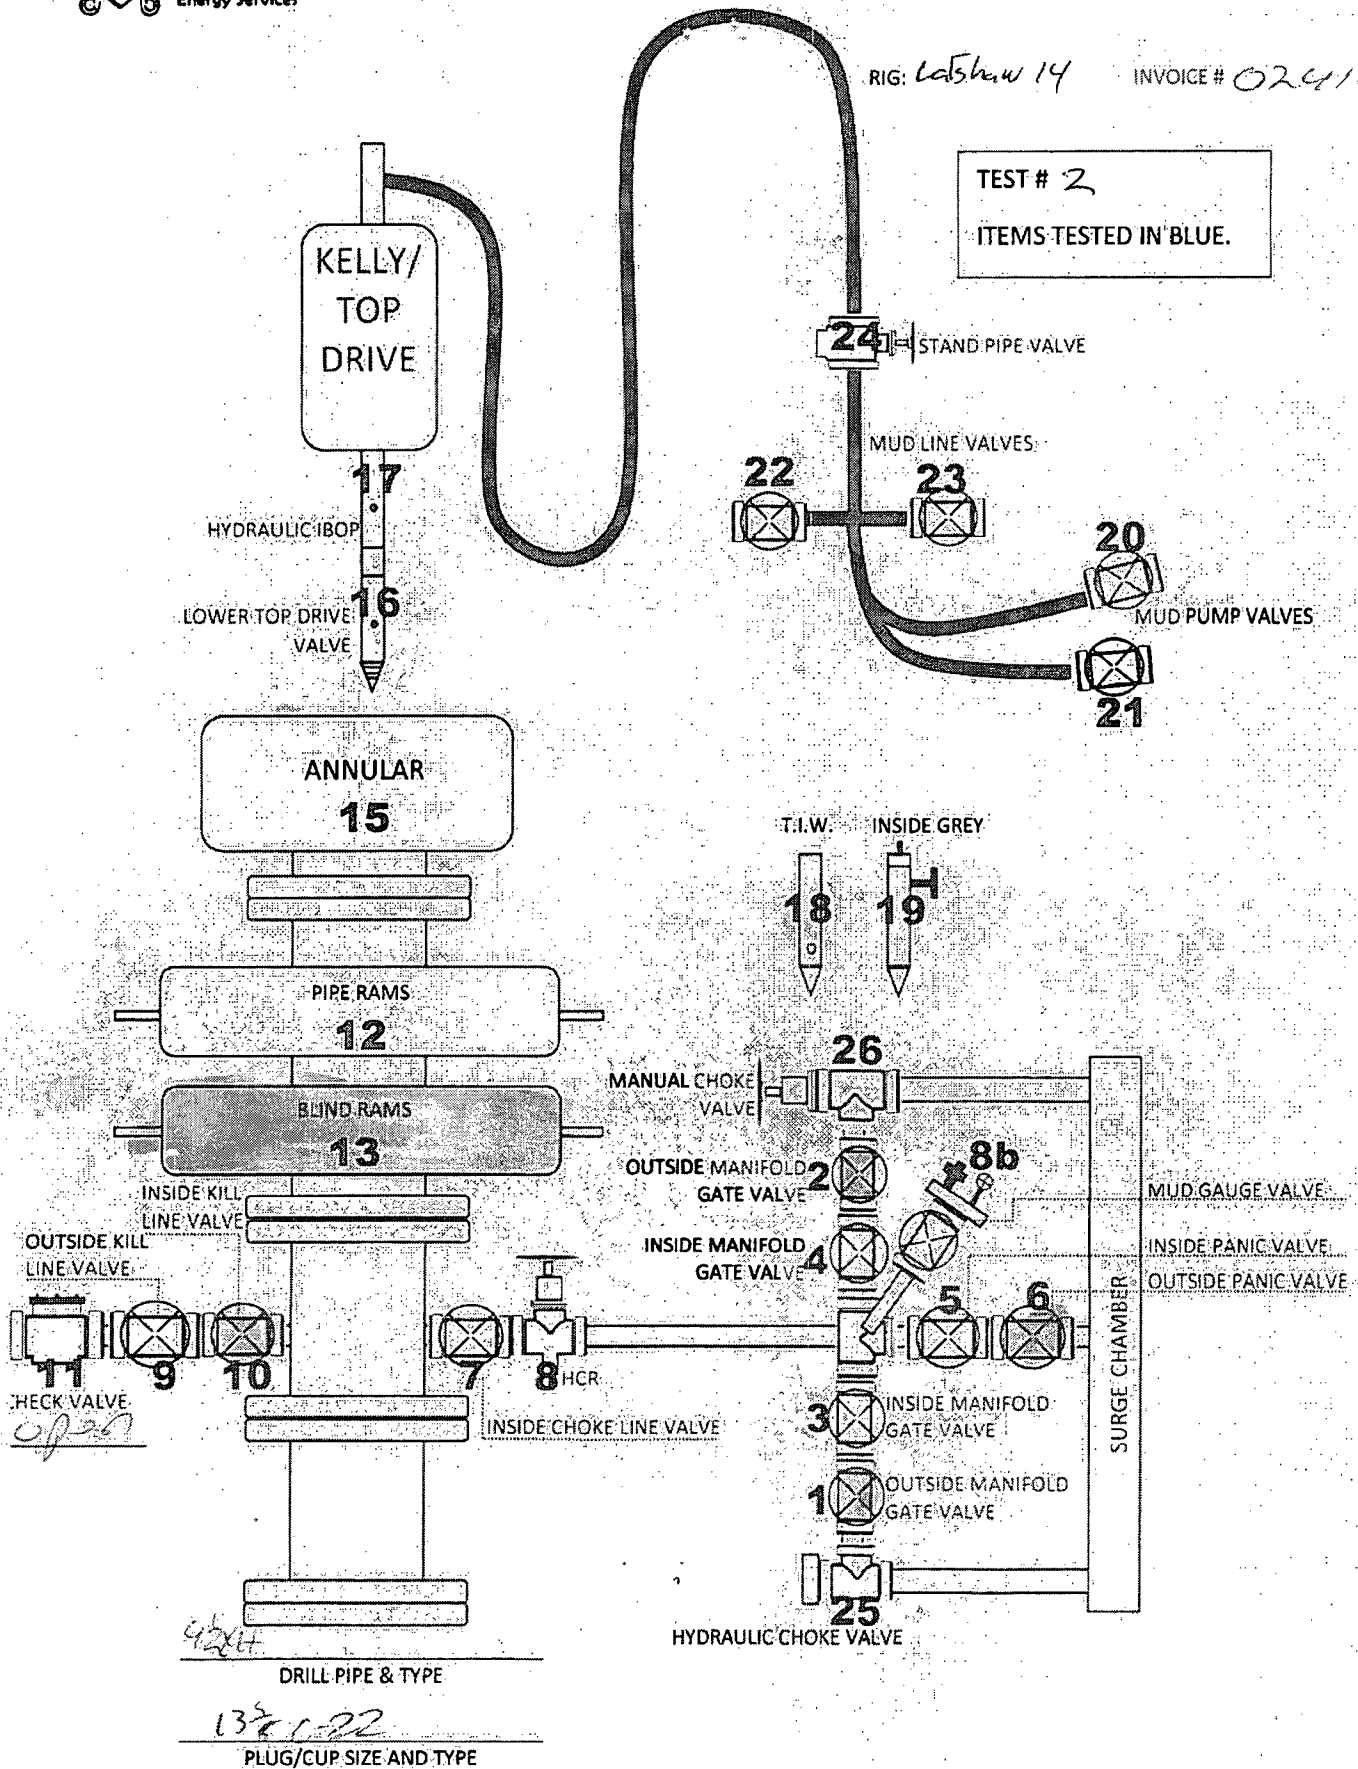 Energy Services
RIG: Latshaw 14 INVOICE # 0241
TEST # 2
ITEMS TESTED IN BLUE.
KELLY/
TOP
DRIVE
24 STAND PIPE VALVE
MUD LINE VALVES
17
22
23
HYDRAULIC IBOP
20
16
LOWER TOP DRIVE
VALVE
MUD PUMP VALVES
21
ANNULAR
15
T.I.W. INSIDE GREY
18 19
PIPE RAMS
12
26
MANUAL CHOKE
VALVE
BLIND RAMS
13
OUTSIDE MANIFOLD
GATE VALVE
2
8b
INSIDE KILL
LINE VALVE
MUD GAUGE VALVE
OUTSIDE KILL
LINE VALVE
INSIDE MANIFOLD
GATE VALVE
4
INSIDE PANIC VALVE
OUTSIDE PANIC VALVE
5 6
SURGE CHAMBER
11 9 10 7 8 HCR
HECK VALVE
open
INSIDE CHOKE LINE VALVE
3 INSIDE MANIFOLD
GATE VALVE
1 OUTSIDE MANIFOLD
GATE VALVE
25
HYDRAULIC CHOKE VALVE
DRILL PIPE & TYPE
13 5/8 C-22
PLUG/CUP SIZE AND TYPE